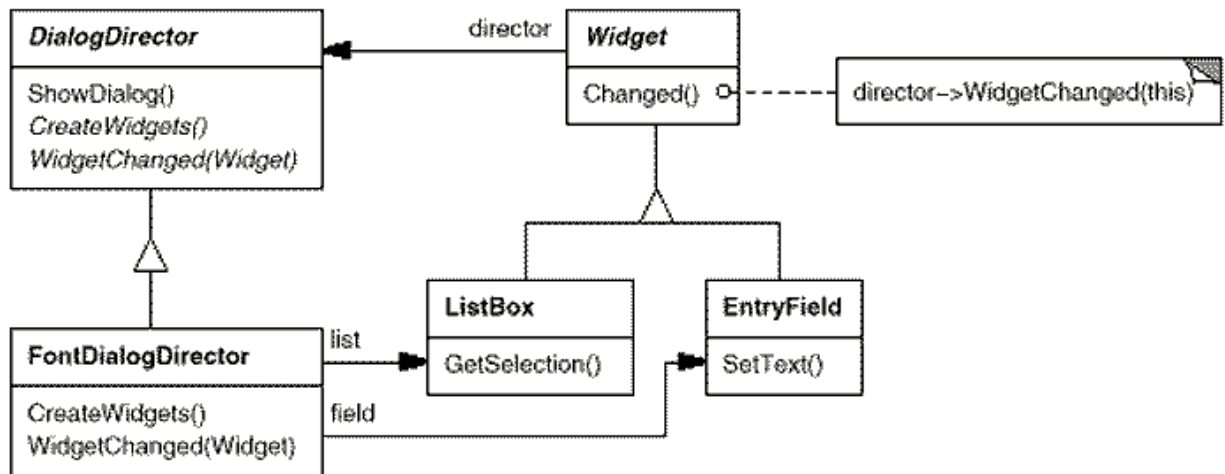 DialogDirector
ShowDialog()
CreateWidgets()
WidgetChanged(Widget)
director
Widget
Changed()
director->WidgetChanged(this)
FontDialogDirector
CreateWidgets()
WidgetChanged(Widget)
list
field
ListBox
GetSelection()
EntryField
SetText()